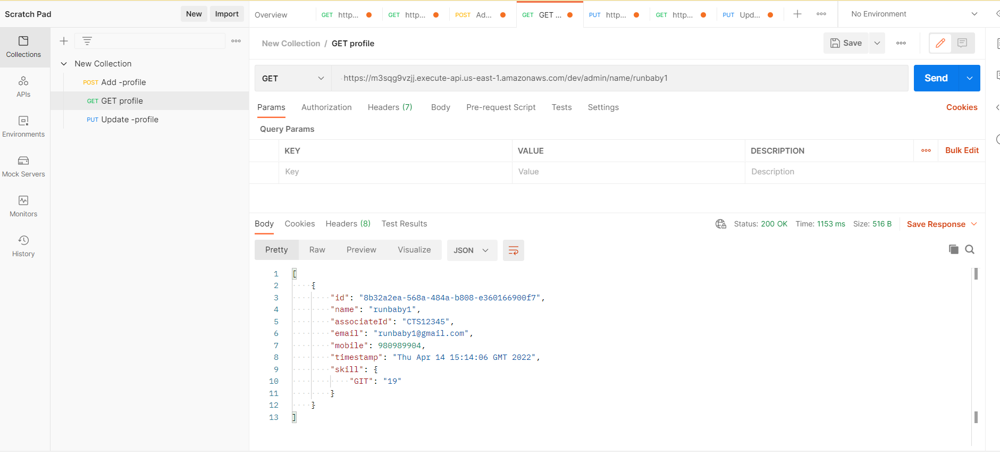 Scratch Pad
New
Import
Overview
GET http...
GET http...
POST Ad...
GET GET ...
PUT http...
GET http...
PUT Upd...
No Environment
Collections
APIs
Environments
Mock Servers
Monitors
History
New Collection
POST Add -profile
GET GET profile
PUT Update -profile
New Collection / GET profile
Save
GET
https://m3sqg9vzjj.execute-api.us-east-1.amazonaws.com/dev/admin/name/runbaby1
Send
Params Authorization Headers (7) Body Pre-request Script Tests Settings
Cookies
Query Params
KEY VALUE DESCRIPTION
Bulk Edit
Key Value Description
Body Cookies Headers (8) Test Results
Status: 200 OK Time: 1153 ms Size: 516 B
Save Response
Pretty Raw Preview Visualize JSON
1 [
2 {
3 "id": "8b32a2ea-568a-484a-b808-e360166900f7",
4 "name": "runbaby1",
5 "associateId": "CTS12345",
6 "email": "runbaby1@gmail.com",
7 "mobile": 980989904,
8 "timestamp": "Thu Apr 14 15:14:06 GMT 2022",
9 "skill": {
10 "GIT": "19"
11 }
12 }
13 ]